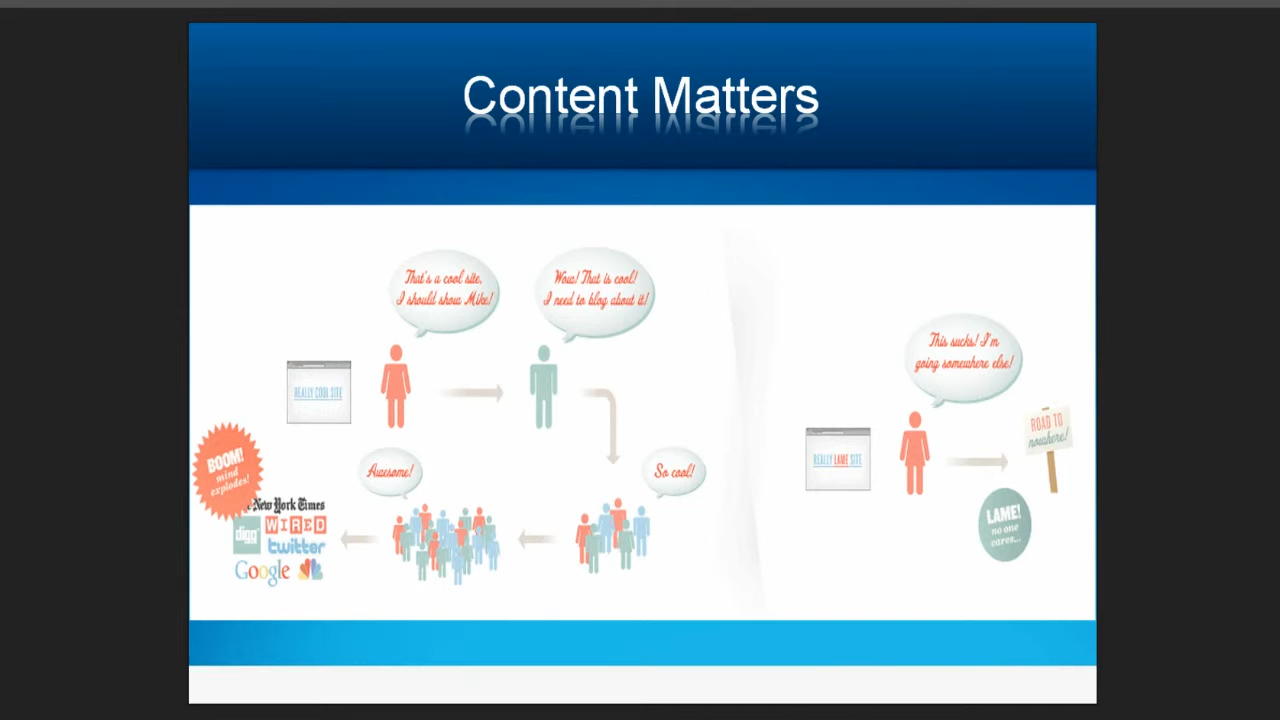 Content Matters
That's a cool site,
I should show Mike!
Wow! That is cool!
I need to blog about it!
REALLY COOL SITE
BOOM!
mind
explodes!
Awesome!
So cool!
New York Times
digg
WIRED
twitter
Google
This sucks! I'm
going somewhere else!
REALLY LAME SITE
ROAD TO
nowhere!
LAME!
no one
cares...